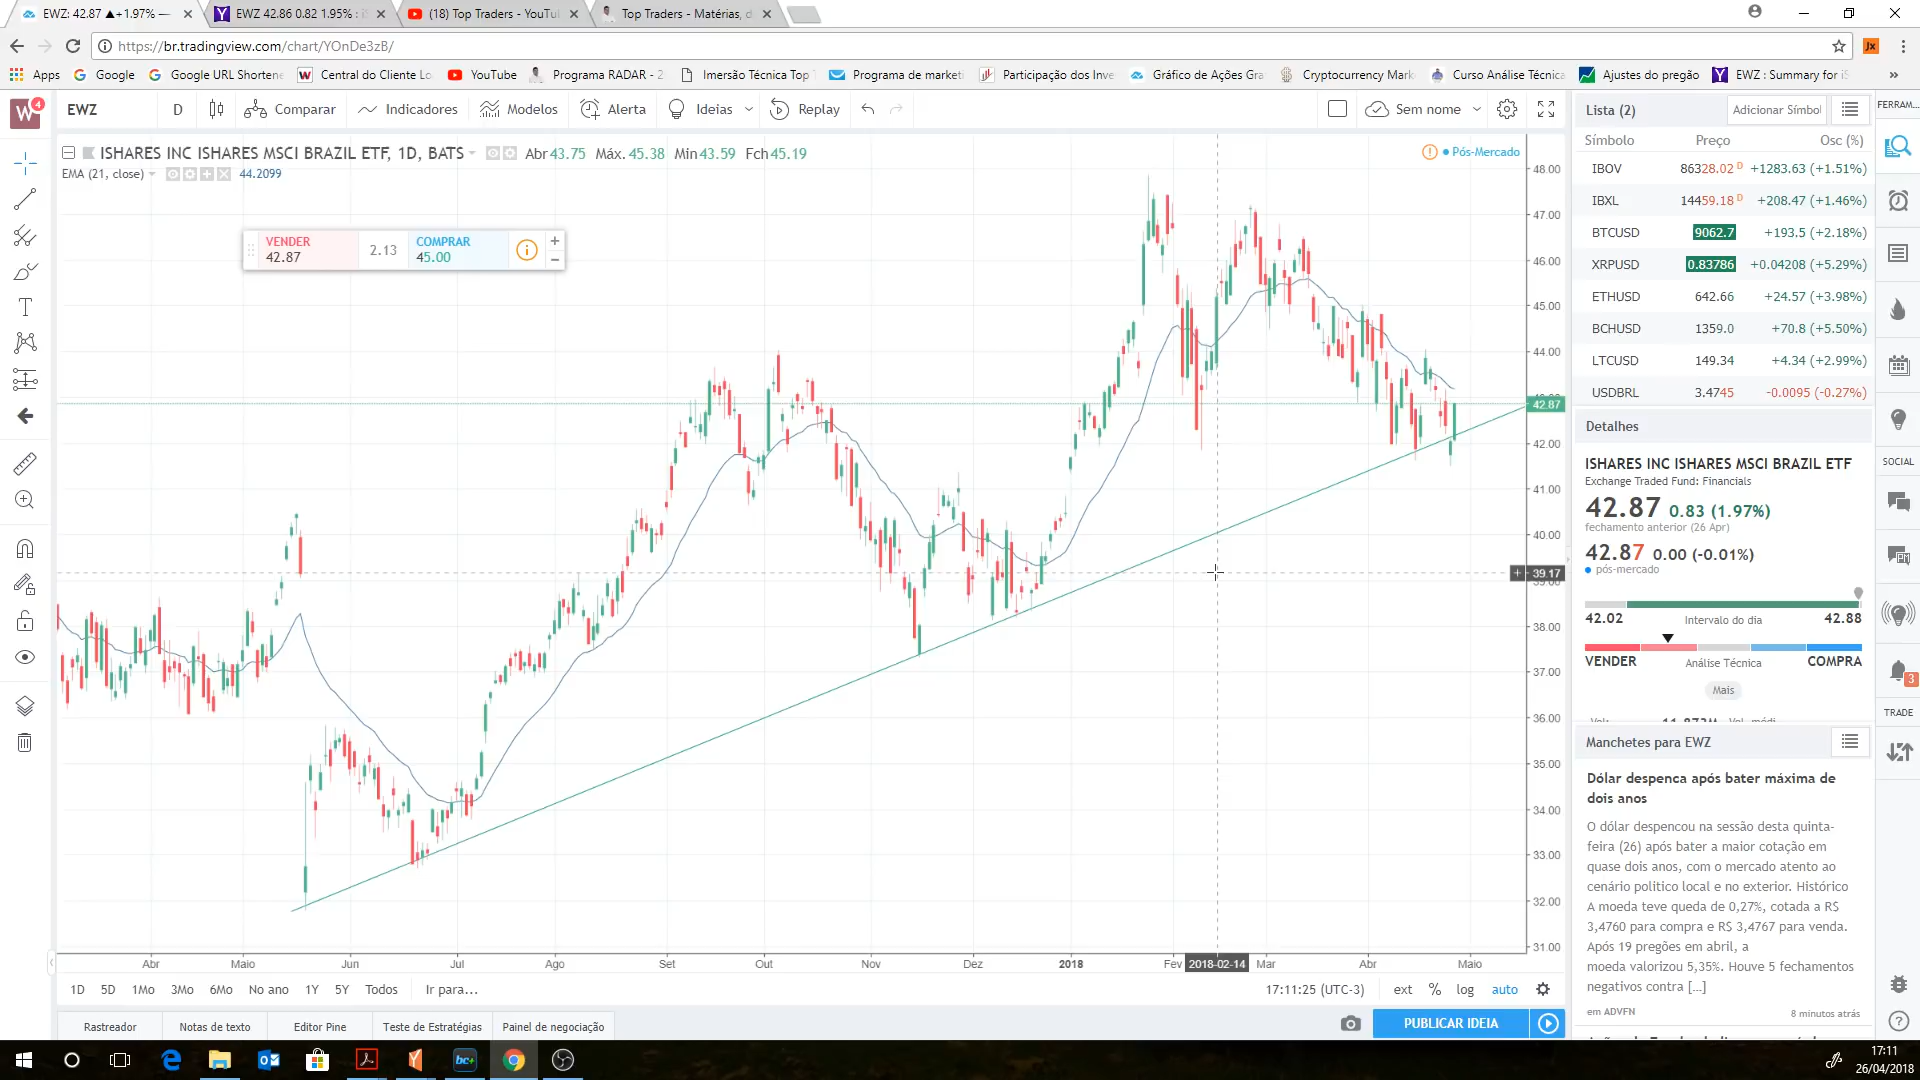 EWZ: 42.87 ▲+1.97% —
EWZ 42.86 0.82 1.95% :
(18) Top Traders - YouTu
Top Traders - Matérias, d
https://br.tradingview.com/chart/YOnDe3zB/
Apps
Google
Google URL Shortene
Central do Cliente Lo
YouTube
Programa RADAR - 2
Imersão Técnica Top
Programa de market
Participação dos Inve
Gráfico de Ações Gra
Cryptocurrency Mark
Curso Análise Técnica
Ajustes do pregão
EWZ : Summary for iS
»
W 4
EWZ
D
Comparar
Indicadores
Modelos
Alerta
Ideias
Replay
Sem nome
ISHARES INC ISHARES MSCI BRAZIL ETF, 1D, BATS
Abr 43.75 Máx. 45.38 Mín 43.59 Fch 45.19
Pós-Mercado
EMA (21, close)
44.2099
VENDER
42.87
2.13
COMPRAR
45.00
48.00
47.00
46.00
45.00
44.00
42.87
42.00
41.00
40.00
39.17
39.00
38.00
37.00
36.00
35.00
34.00
33.00
32.00
31.00
Abr
Maio
Jun
Jul
Ago
Set
Out
Nov
Dez
2018
Fev
2018-02-14
Mar
Abr
Maio
1D
5D
1Mo
3Mo
6Mo
No ano
1Y
5Y
Todos
Ir para...
17:11:25 (UTC-3)
ext
%
log
auto
Rastreador
Notas de texto
Editor Pine
Teste de Estratégias
Painel de negociação
PUBLICAR IDEIA
Lista (2)
Adicionar Símbol
Símbolo Preço Osc (%)
IBOV 86328.02 D +1283.63 (+1.51%)
IBXL 14459.18 D +208.47 (+1.46%)
BTCUSD 9062.7 +193.5 (+2.18%)
XRPUSD 0.83786 +0.04208 (+5.29%)
ETHUSD 642.66 +24.57 (+3.98%)
BCHUSD 1359.0 +70.8 (+5.50%)
LTCUSD 149.34 +4.34 (+2.99%)
USDBRL 3.4745 -0.0095 (-0.27%)
Detalhes
ISHARES INC ISHARES MSCI BRAZIL ETF
Exchange Traded Fund: Financials
42.87 0.83 (1.97%)
fechamento anterior (26 Apr)
42.87 0.00 (-0.01%)
pós-mercado
42.02 Intervalo do dia 42.88
VENDER Análise Técnica COMPRA
Mais
Manchetes para EWZ
Dólar despenca após bater máxima de
dois anos
O dólar despencou na sessão desta quinta-
feira (26) após bater a maior cotação em
quase dois anos, com o mercado atento ao
cenário politico local e no exterior. Histórico
A moeda teve queda de 0,27%, cotada a R$
3,4760 para compra e R$ 3,4767 para venda.
Após 19 pregões em abril, a
moeda valorizou 5,35%. Houve 5 fechamentos
negativos contra [...]
em ADVFN
8 minutos atrás
FERRAM...
SOCIAL
3
TRADE
bc+
17:11
26/04/2018